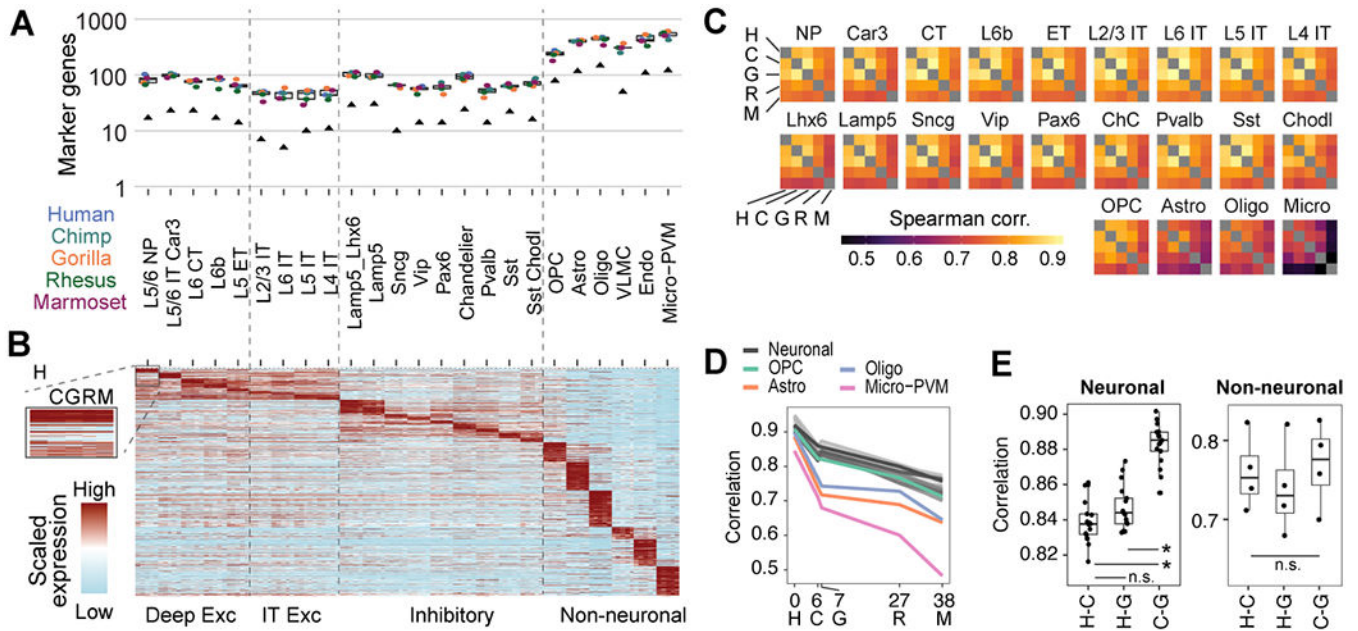 A
Marker genes
1000
100
10
1
Human
Chimp
Gorilla
Rhesus
Marmoset
L5/6 NP
L5/6 IT Car3
L6 CT
L6b
L5 ET
L2/3 IT
L6 IT
L5 IT
L4 IT
Lamp5_Lhx6
Lamp5
Sncg
Vip
Pax6
Chandelier
Pvalb
Sst
Sst Chodl
OPC
Astro
Oligo
VLMC
Endo
Micro-PVM
B
H
CGRM
High
Scaled
expression
Low
Deep Exc
IT Exc
Inhibitory
Non-neuronal
C
H
C
G
R
M
NP Car3 CT L6b ET L2/3 IT L6 IT L5 IT L4 IT
Lhx6 Lamp5 Sncg Vip Pax6 ChC Pvalb Sst Chodl
H C G R M
OPC Astro Oligo Micro
Spearman corr.
0.5 0.6 0.7 0.8 0.9
D
Neuronal
OPC
Astro
Oligo
Micro-PVM
Correlation
0.9
0.8
0.7
0.6
0.5
0 6 7 27 38
H C G R M
E
Neuronal
Correlation
0.90
0.88
0.86
0.84
0.82
*
*
n.s.
H-C
H-G
C-G
Non-neuronal
0.8
0.7
n.s.
H-C
H-G
C-G